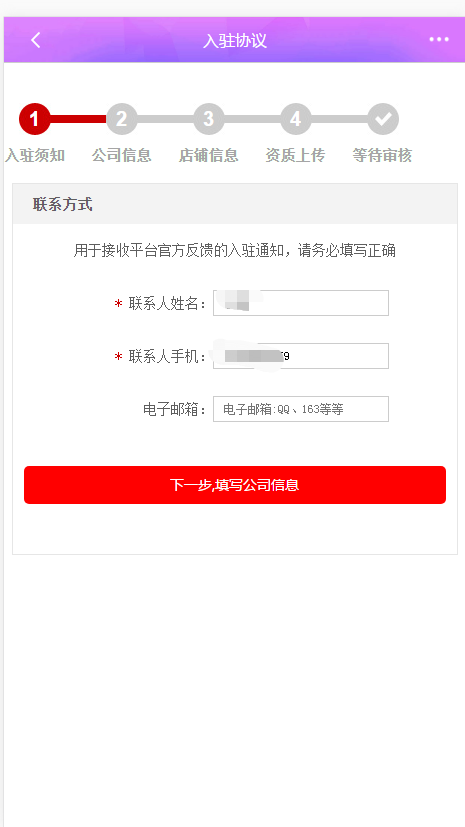 入驻协议
1 2 3 4
入驻须知 公司信息 店铺信息 资质上传 等待审核
联系方式
用于接收平台官方反馈的入驻通知，请务必填写正确
* 联系人姓名：
* 联系人手机： 9
电子邮箱： 电子邮箱:QQ、163等等
下一步,填写公司信息